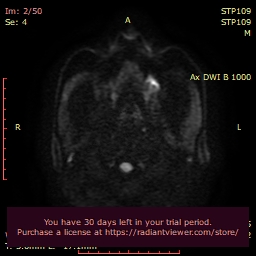 Im: 2/50
Se: 4
STP109
STP109
M
A
Ax DWI B 1000
R
L
You have 30 days left in your trial period.
Purchase a license at https://radiantviewer.com/store/